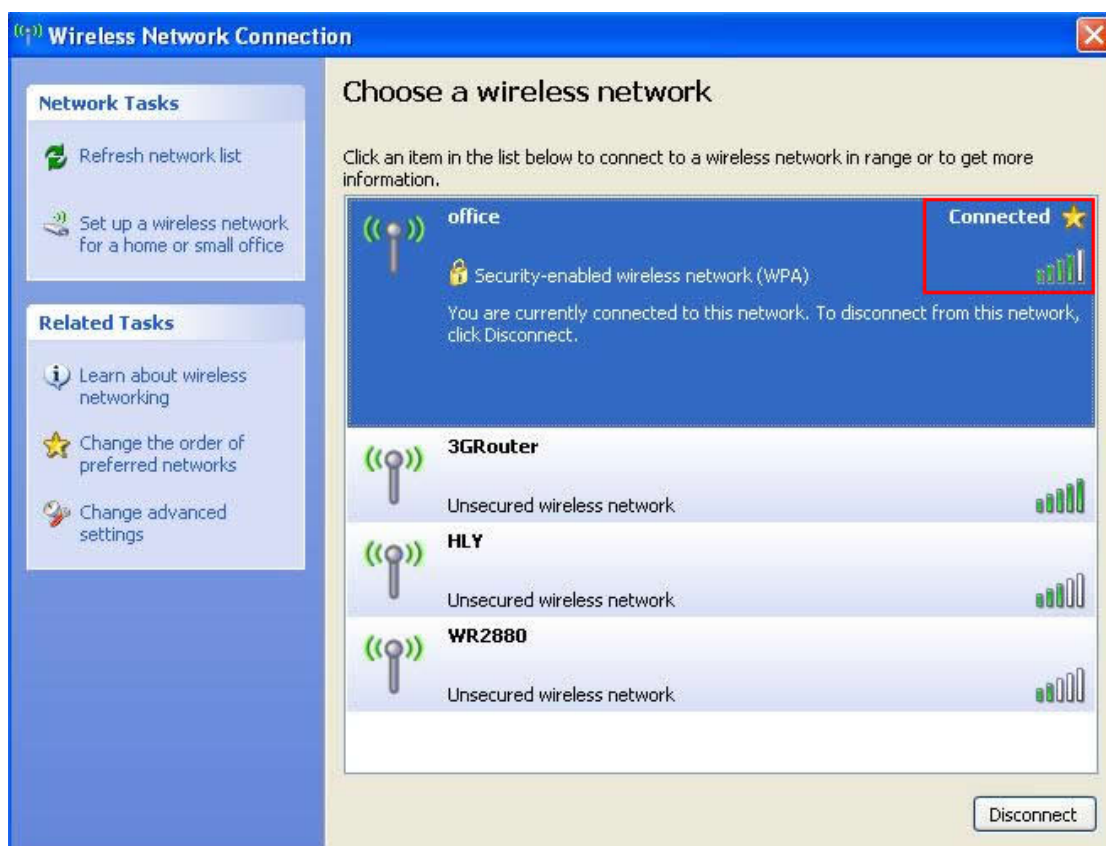 Wireless Network Connection
Network Tasks
Refresh network list
Set up a wireless network
for a home or small office
Related Tasks
Learn about wireless
networking
Change the order of
preferred networks
Change advanced
settings
Choose a wireless network
Click an item in the list below to connect to a wireless network in range or to get more
information.
office
Connected
Security-enabled wireless network (WPA)
You are currently connected to this network. To disconnect from this network,
click Disconnect.
3GRouter
Unsecured wireless network
HLY
Unsecured wireless network
WR2880
Unsecured wireless network
Disconnect